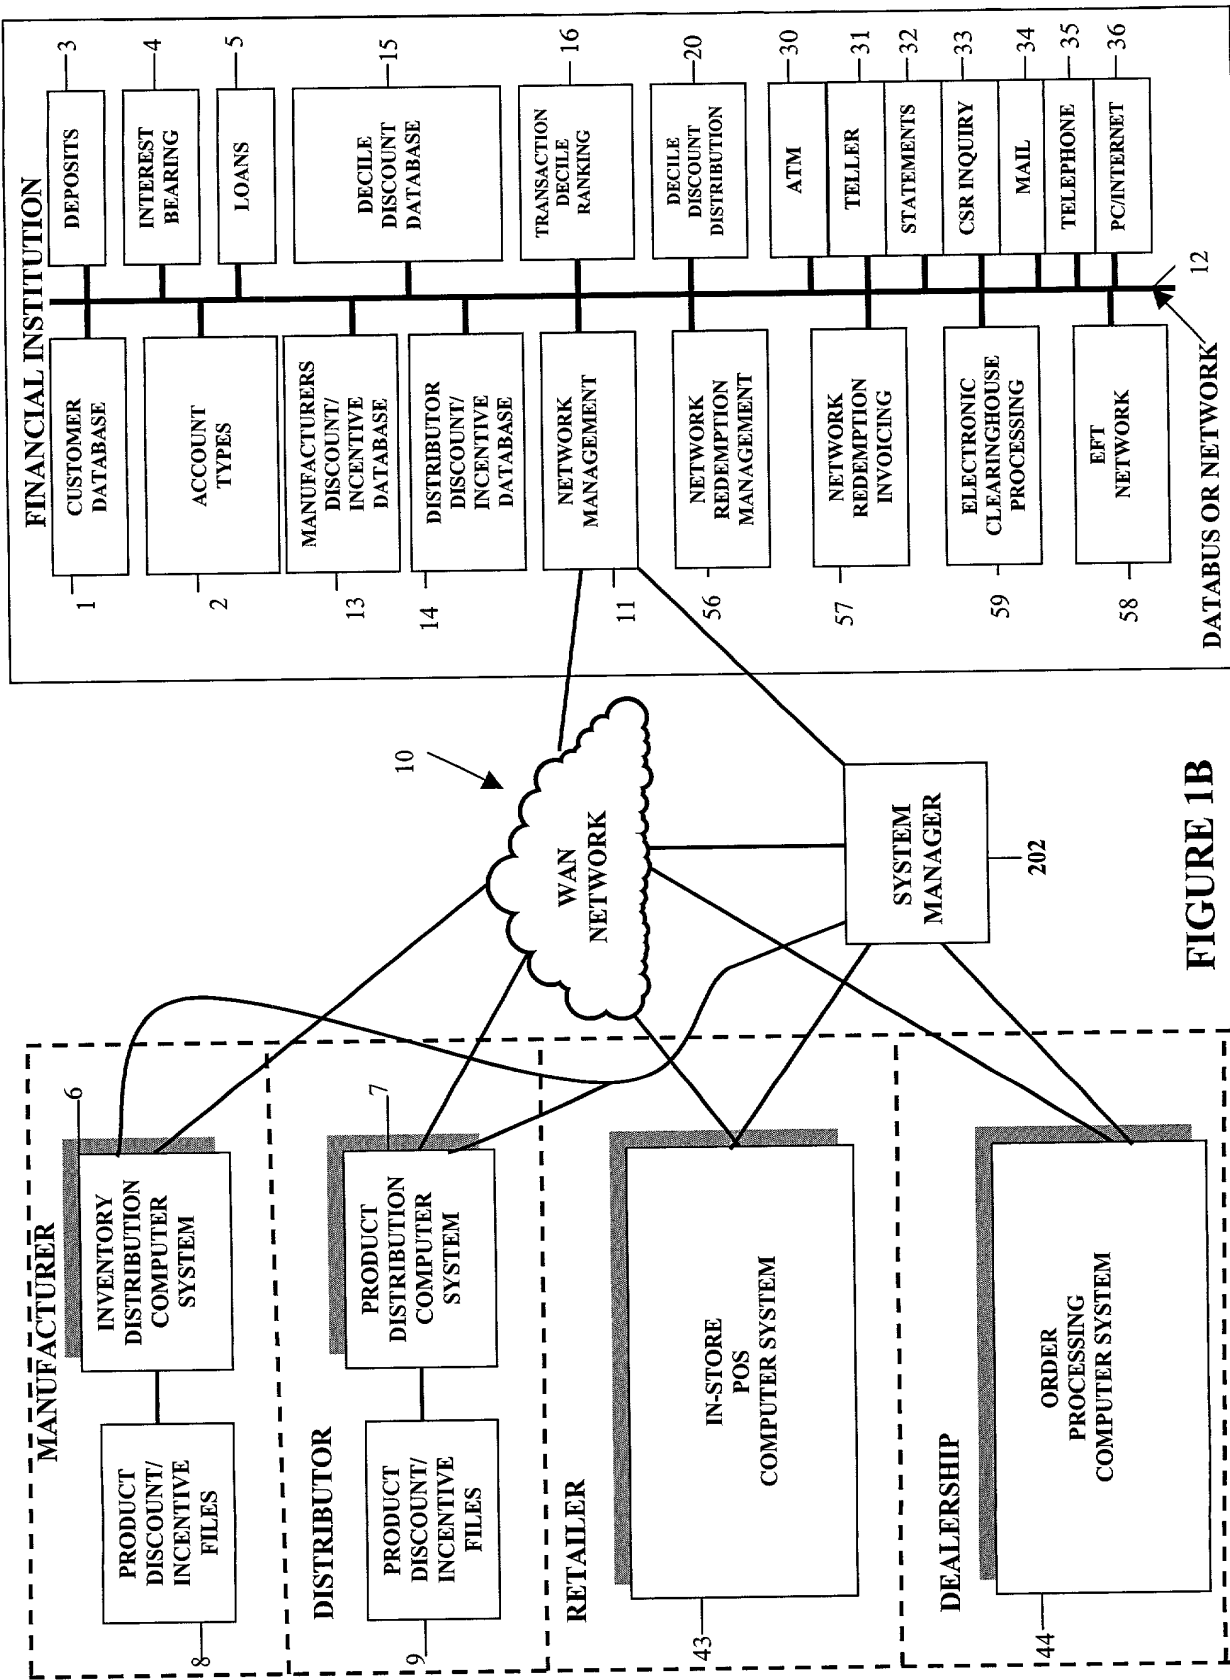 MANUFACTURER
PRODUCT
DISCOUNT/
INCENTIVE
FILES
8
INVENTORY
DISTRIBUTION
COMPUTER
SYSTEM
6
DISTRIBUTOR
PRODUCT
DISCOUNT/
INCENTIVE
FILES
9
PRODUCT
DISTRIBUTION
COMPUTER
SYSTEM
7
RETAILER
IN-STORE
POS
COMPUTER SYSTEM
43
DEALERSHIP
ORDER
PROCESSING
COMPUTER SYSTEM
44
10
WAN
NETWORK
SYSTEM
MANAGER
202
FINANCIAL INSTITUTION
CUSTOMER
DATABASE
1
ACCOUNT
TYPES
2
MANUFACTURERS
DISCOUNT/
INCENTIVE
DATABASE
13
DISTRIBUTOR
DISCOUNT/
INCENTIVE
DATABASE
14
NETWORK
MANAGEMENT
11
NETWORK
REDEMPTION
MANAGEMENT
56
NETWORK
REDEMPTION
INVOICING
57
ELECTRONIC
CLEARINGHOUSE
PROCESSING
59
EFT
NETWORK
58
DEPOSITS
3
INTEREST
BEARING
4
LOANS
5
DECILE
DISCOUNT
DATABASE
15
TRANSACTION
DECILE
RANKING
16
DECILE
DISCOUNT
DISTRIBUTION
20
ATM
30
TELLER
31
STATEMENTS
32
CSR INQUIRY
33
MAIL
34
TELEPHONE
35
PC/INTERNET
36
12
DATABUS OR NETWORK
FIGURE 1B